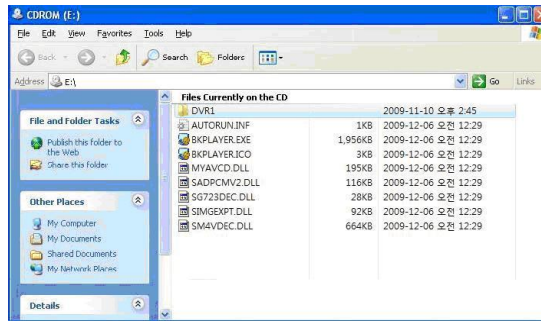 CDROM (E:)
File Edit View Favorites Tools Help
Back Search Folders
Address E:\ Go Links
Files Currently on the CD
DVR1 2009-11-10 오후 2:45
AUTORUN.INF 1KB 2009-12-06 오전 12:29
BKPLAYER.EXE 1,956KB 2009-12-06 오전 12:29
BKPLAYER.ICO 3KB 2009-12-06 오전 12:29
MYAVCD.DLL 195KB 2009-12-06 오전 12:29
SADPCMV2.DLL 116KB 2009-12-06 오전 12:29
SG723DEC.DLL 28KB 2009-12-06 오전 12:29
SIMGEXPT.DLL 92KB 2009-12-06 오전 12:29
SM4VDEC.DLL 664KB 2009-12-06 오전 12:29
File and Folder Tasks
Publish this folder to
the Web
Share this folder
Other Places
My Computer
My Documents
Shared Documents
My Network Places
Details